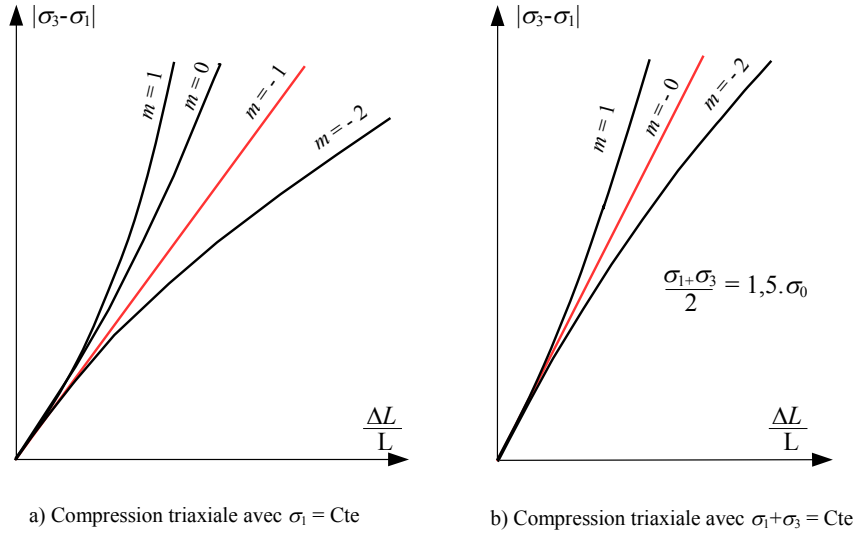 |σ₃-σ₁|
m = 1
m = 0
m = - 1
m = - 2
ΔL
L
a) Compression triaxiale avec σ₁ = Cte
|σ₃-σ₁|
m = 1
m = - 0
m = - 2
σ₁₊σ₃
2
= 1,5.σ₀
ΔL
L
b) Compression triaxiale avec σ₁+σ₃ = Cte